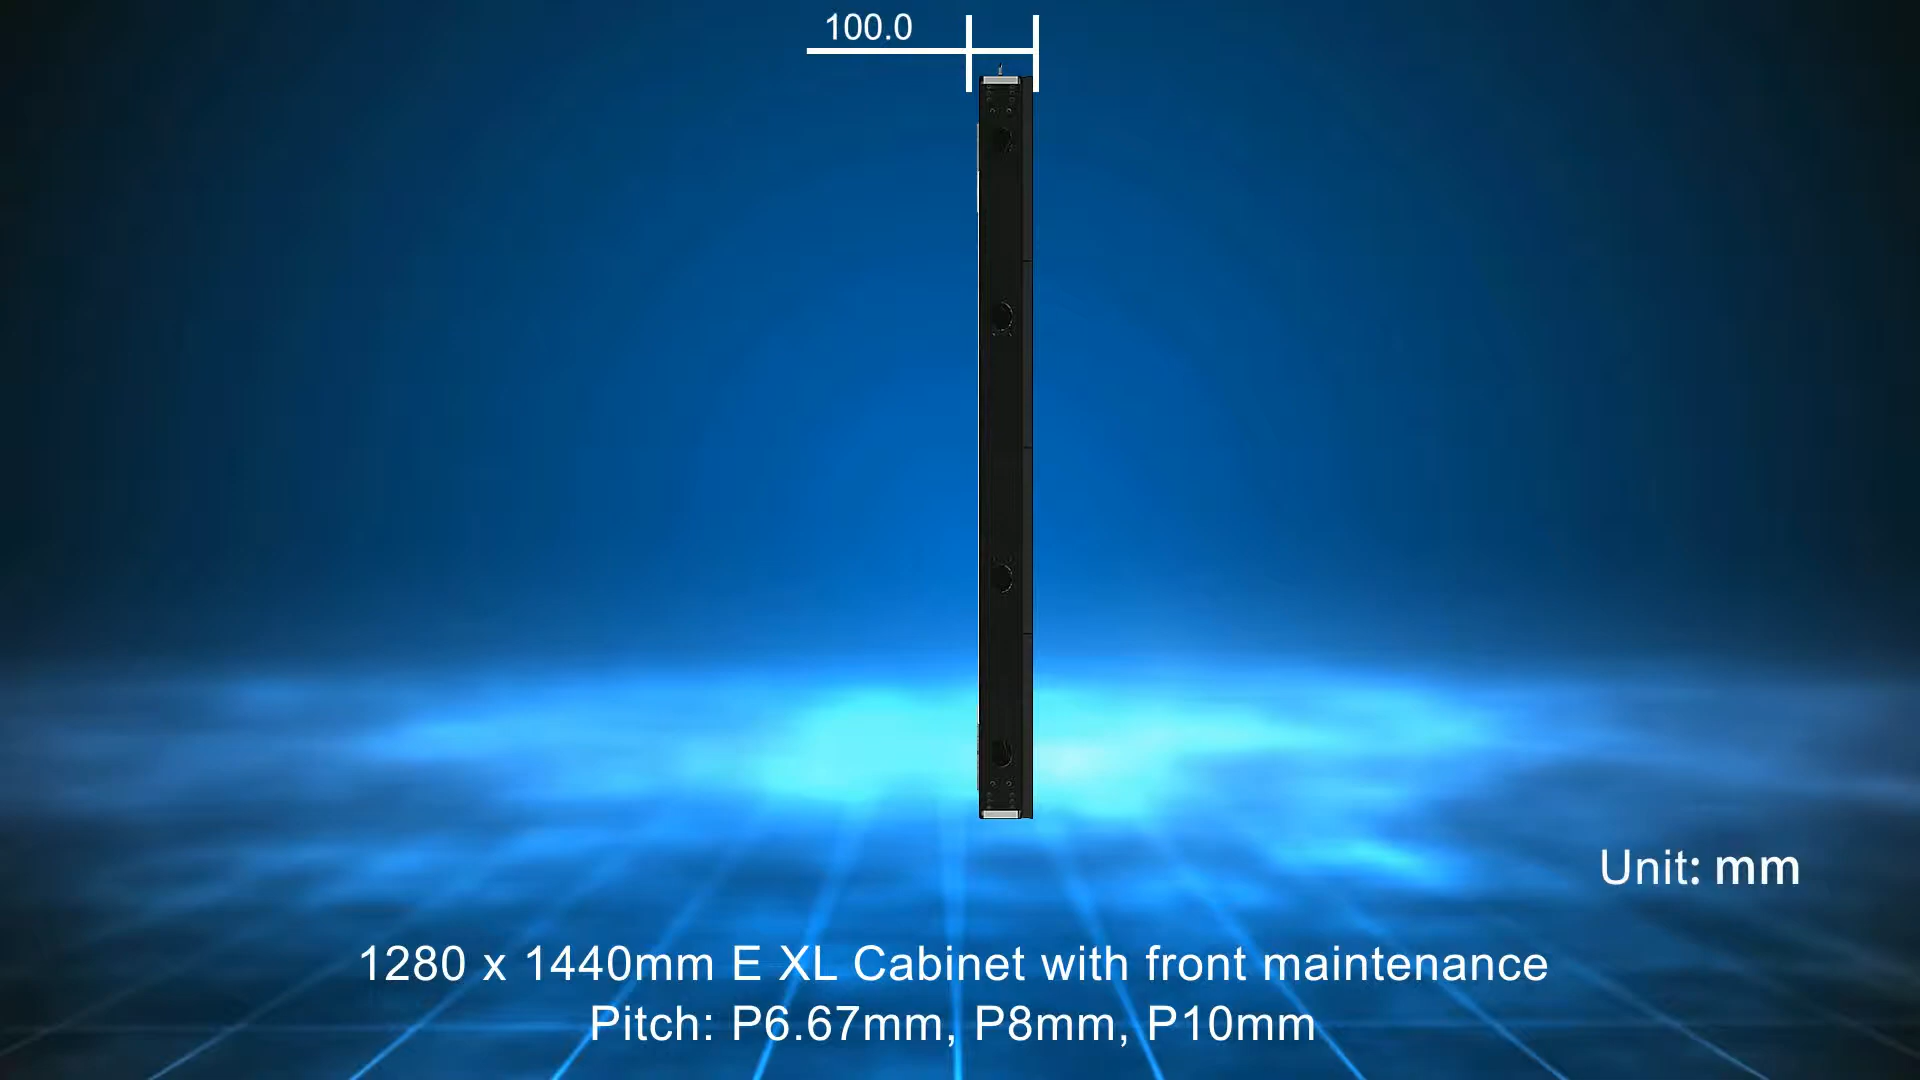 100.0
Unit: mm
1280 x 1440mm E XL Cabinet with front maintenance
Pitch: P6.67mm, P8mm, P10mm